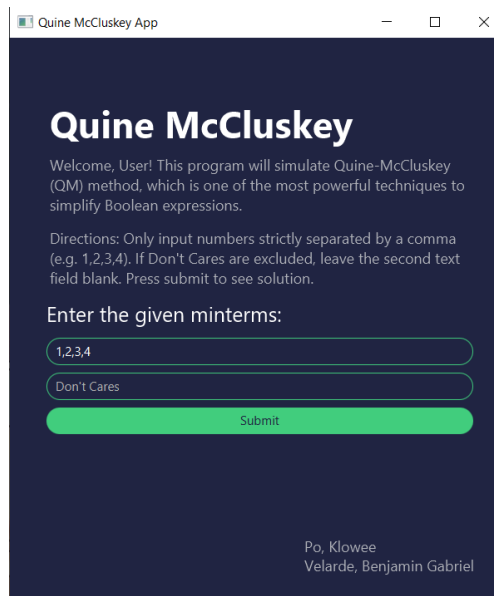 Quine McCluskey App
Quine McCluskey
Welcome, User! This program will simulate Quine-McCluskey
(QM) method, which is one of the most powerful techniques to
simplify Boolean expressions.
Directions: Only input numbers strictly separated by a comma
(e.g. 1,2,3,4). If Don't Cares are excluded, leave the second text
field blank. Press submit to see solution.
Enter the given minterms:
1,2,3,4
Don't Cares
Submit
Po, Klowee
Velarde, Benjamin Gabriel